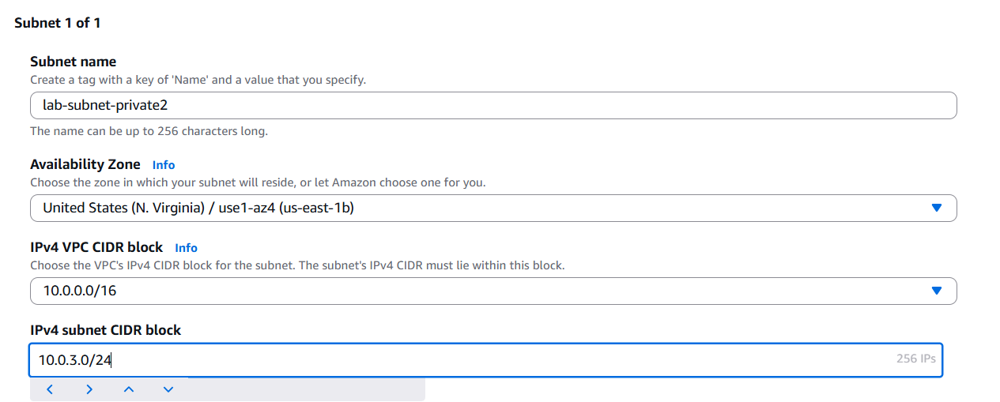 Subnet 1 of 1
Subnet name
Create a tag with a key of 'Name' and a value that you specify.
lab-subnet-private2
The name can be up to 256 characters long.
Availability Zone Info
Choose the zone in which your subnet will reside, or let Amazon choose one for you.
United States (N. Virginia) / use1-az4 (us-east-1b)
IPv4 VPC CIDR block Info
Choose the VPC's IPv4 CIDR block for the subnet. The subnet's IPv4 CIDR must lie within this block.
10.0.0.0/16
IPv4 subnet CIDR block
10.0.3.0/24 256 IPs